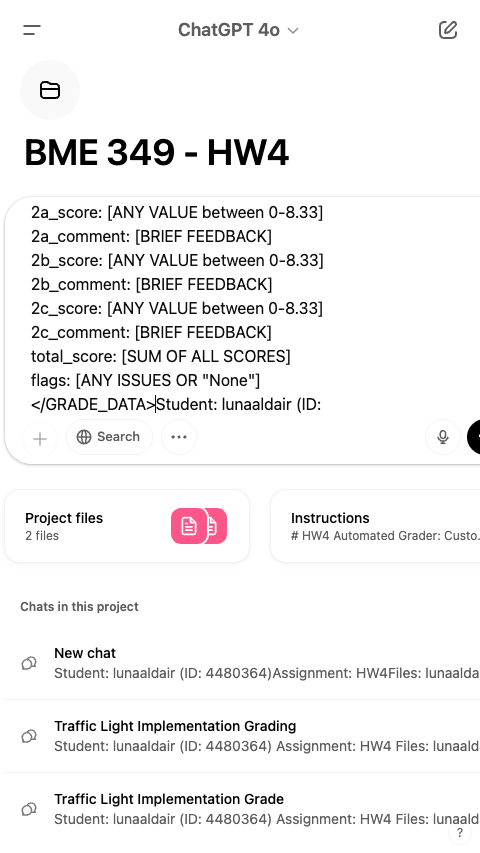 ChatGPT 4o
BME 349 - HW4
2a_score: [ANY VALUE between 0-8.33]
2a_comment: [BRIEF FEEDBACK]
2b_score: [ANY VALUE between 0-8.33]
2b_comment: [BRIEF FEEDBACK]
2c_score: [ANY VALUE between 0-8.33]
2c_comment: [BRIEF FEEDBACK]
total_score: [SUM OF ALL SCORES]
flags: [ANY ISSUES OR "None"]
</GRADE_DATA>Student: lunaaldair (ID:
Search
Project files
2 files
Instructions
# HW4 Automated Grader: Custo
Chats in this project
New chat
Student: lunaaldair (ID: 4480364)Assignment: HW4Files: lunaalda
Traffic Light Implementation Grading
Student: lunaaldair (ID: 4480364) Assignment: HW4 Files: lunaald
Traffic Light Implementation Grade
Student: lunaaldair (ID: 4480364) Assignment: HW4 Files: lunaald
?